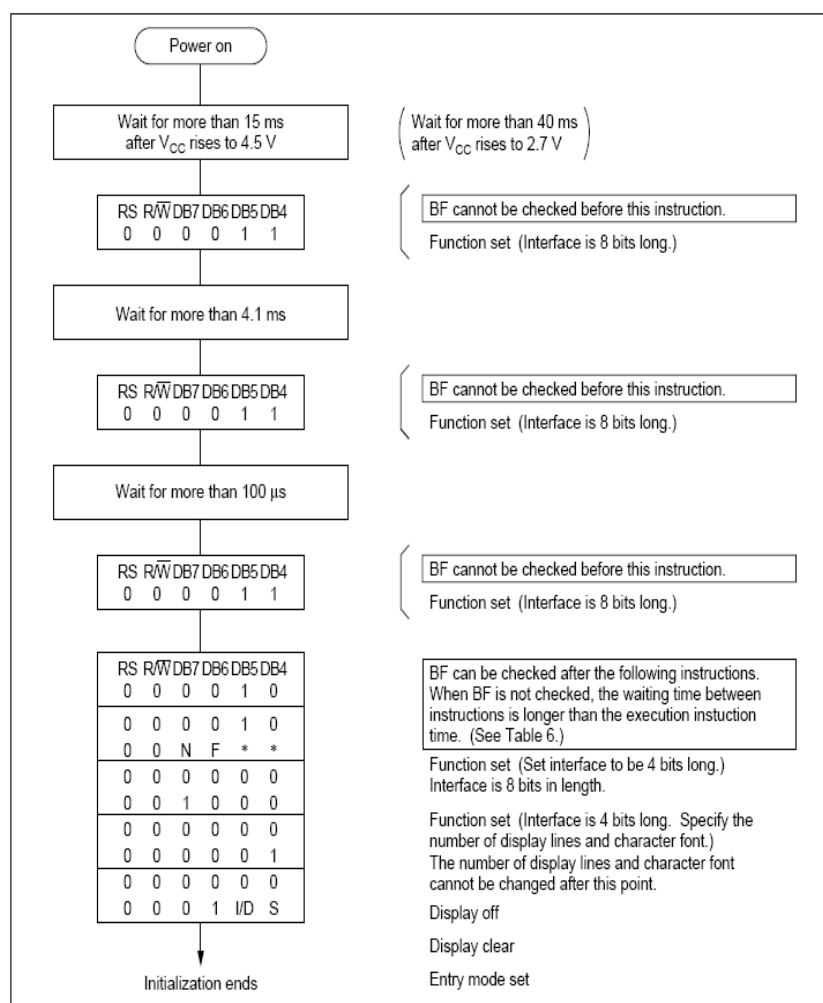 Power on
Wait for more than 15 ms
after VCC rises to 4.5 V
Wait for more than 40 ms
after VCC rises to 2.7 V
RS R/W̅ DB7 DB6 DB5 DB4
0 0 0 0 1 1
BF cannot be checked before this instruction.
Function set (Interface is 8 bits long.)
Wait for more than 4.1 ms
RS R/W̅ DB7 DB6 DB5 DB4
0 0 0 0 1 1
BF cannot be checked before this instruction.
Function set (Interface is 8 bits long.)
Wait for more than 100 µs
RS R/W̅ DB7 DB6 DB5 DB4
0 0 0 0 1 1
BF cannot be checked before this instruction.
Function set (Interface is 8 bits long.)
RS R/W̅ DB7 DB6 DB5 DB4
0 0 0 0 1 0
0 0 0 0 1 0
0 0 N F * *
0 0 0 0 0 0
0 0 1 0 0 0
0 0 0 0 0 0
0 0 0 0 0 1
0 0 0 0 0 0
0 0 0 1 I/D S
BF can be checked after the following instructions.
When BF is not checked, the waiting time between
instructions is longer than the execution instuction
time. (See Table 6.)
Function set (Set interface to be 4 bits long.)
Interface is 8 bits in length.
Function set (Interface is 4 bits long. Specify the
number of display lines and character font.)
The number of display lines and character font
cannot be changed after this point.
Display off
Display clear
Entry mode set
Initialization ends